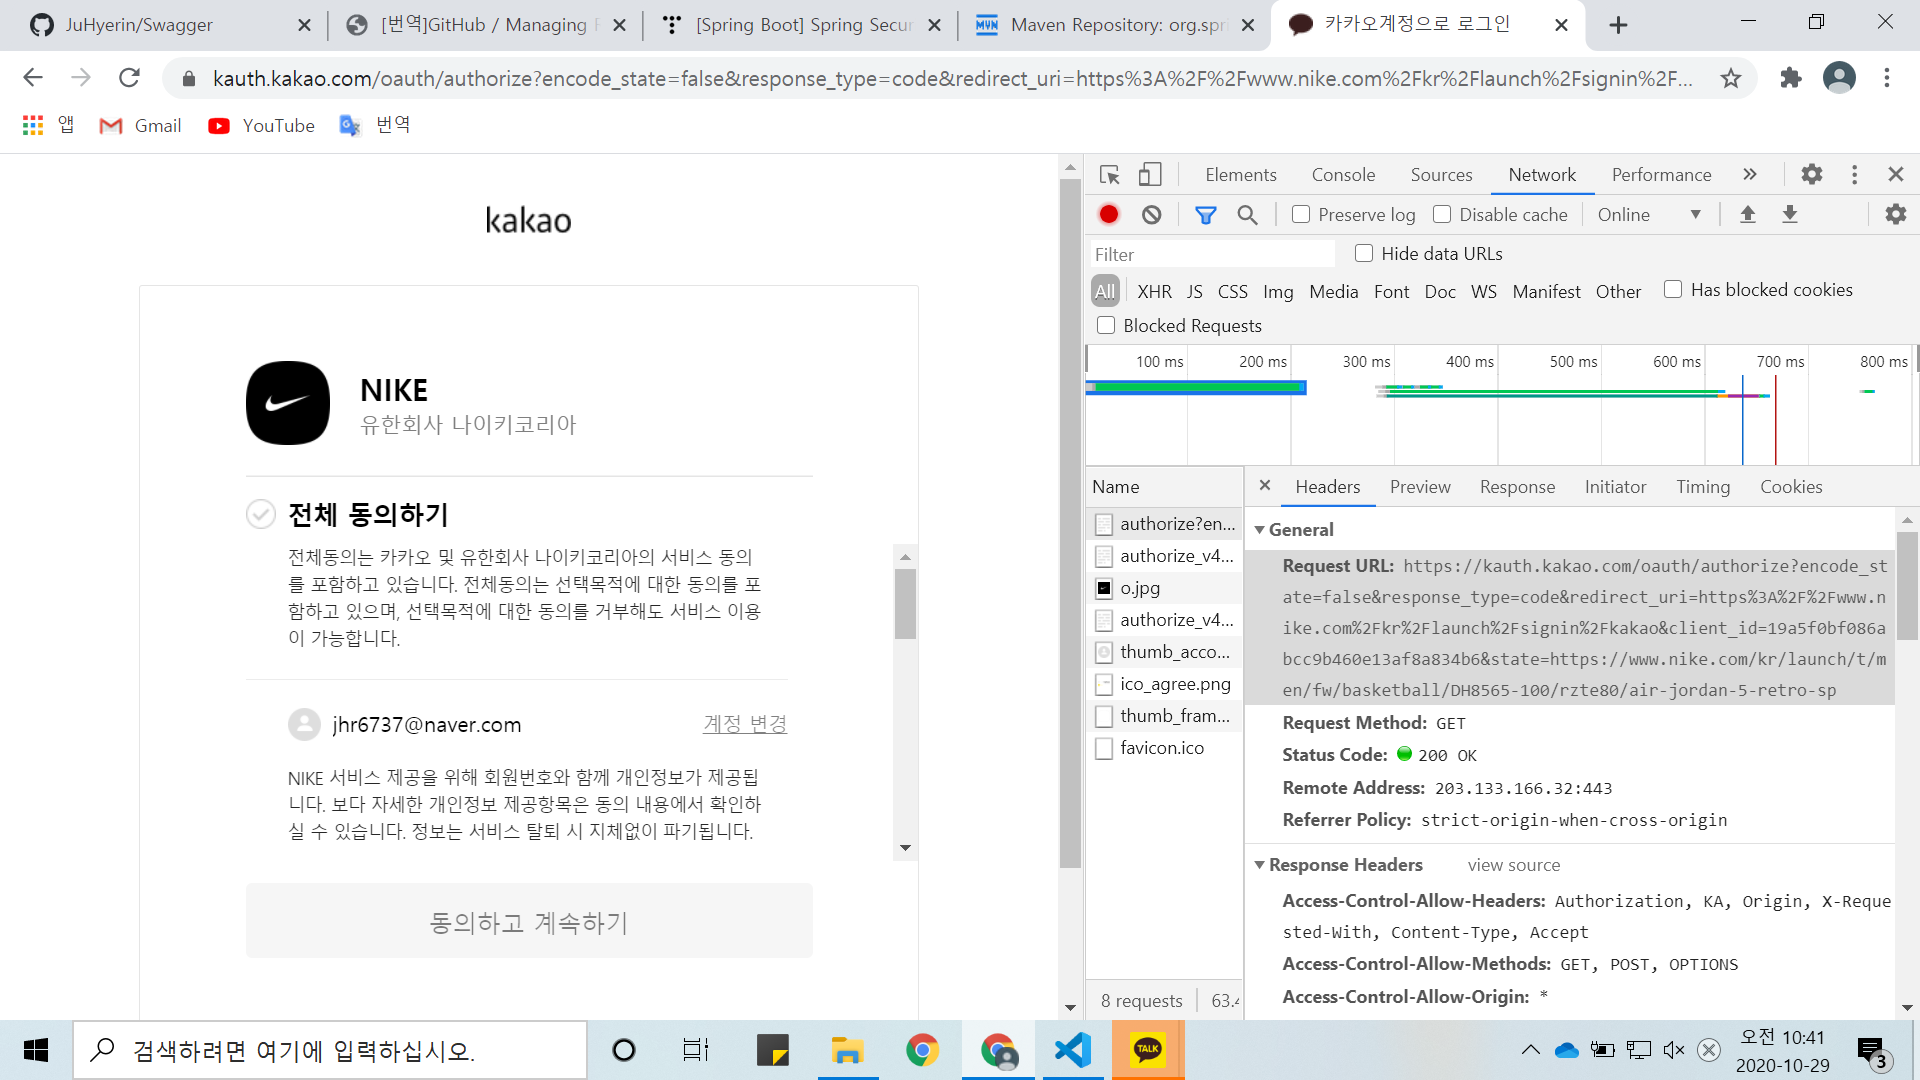 JuHyerin/Swagger
[번역]GitHub / Managing
[Spring Boot] Spring Secur
Maven Repository: org.spri
카카오계정으로 로그인
kauth.kakao.com/oauth/authorize?encode_state=false&response_type=code&redirect_uri=https%3A%2F%2Fwww.nike.com%2Fkr%2Flaunch%2Fsignin%2F...
앱
Gmail
YouTube
번역
kakao
NIKE
유한회사 나이키코리아
전체 동의하기
전체동의는 카카오 및 유한회사 나이키코리아의 서비스 동의
를 포함하고 있습니다. 전체동의는 선택목적에 대한 동의를 포
함하고 있으며, 선택목적에 대한 동의를 거부해도 서비스 이용
이 가능합니다.
jhr6737@naver.com 계정 변경
NIKE 서비스 제공을 위해 회원번호와 함께 개인정보가 제공됩
니다. 보다 자세한 개인정보 제공항목은 동의 내용에서 확인하
실 수 있습니다. 정보는 서비스 탈퇴 시 지체없이 파기됩니다.
동의하고 계속하기
Elements Console Sources Network Performance
Preserve log Disable cache Online
Filter Hide data URLs
All XHR JS CSS Img Media Font Doc WS Manifest Other Has blocked cookies
Blocked Requests
100 ms 200 ms 300 ms 400 ms 500 ms 600 ms 700 ms 800 ms
Name
authorize?en...
authorize_v4...
o.jpg
authorize_v4...
thumb_acco...
ico_agree.png
thumb_fram...
favicon.ico
8 requests 63.4
Headers Preview Response Initiator Timing Cookies
General
Request URL: https://kauth.kakao.com/oauth/authorize?encode_st
ate=false&response_type=code&redirect_uri=https%3A%2F%2Fwww.n
ike.com%2Fkr%2Flaunch%2Fsignin%2Fkakao&client_id=19a5f0bf086a
bcc9b460e13af8a834b6&state=https://www.nike.com/kr/launch/t/m
en/fw/basketball/DH8565-100/rzte80/air-jordan-5-retro-sp
Request Method: GET
Status Code: 200 OK
Remote Address: 203.133.166.32:443
Referrer Policy: strict-origin-when-cross-origin
Response Headers view source
Access-Control-Allow-Headers: Authorization, KA, Origin, X-Reque
sted-With, Content-Type, Accept
Access-Control-Allow-Methods: GET, POST, OPTIONS
Access-Control-Allow-Origin: *
검색하려면 여기에 입력하십시오.
TALK
오전 10:41
2020-10-29
3